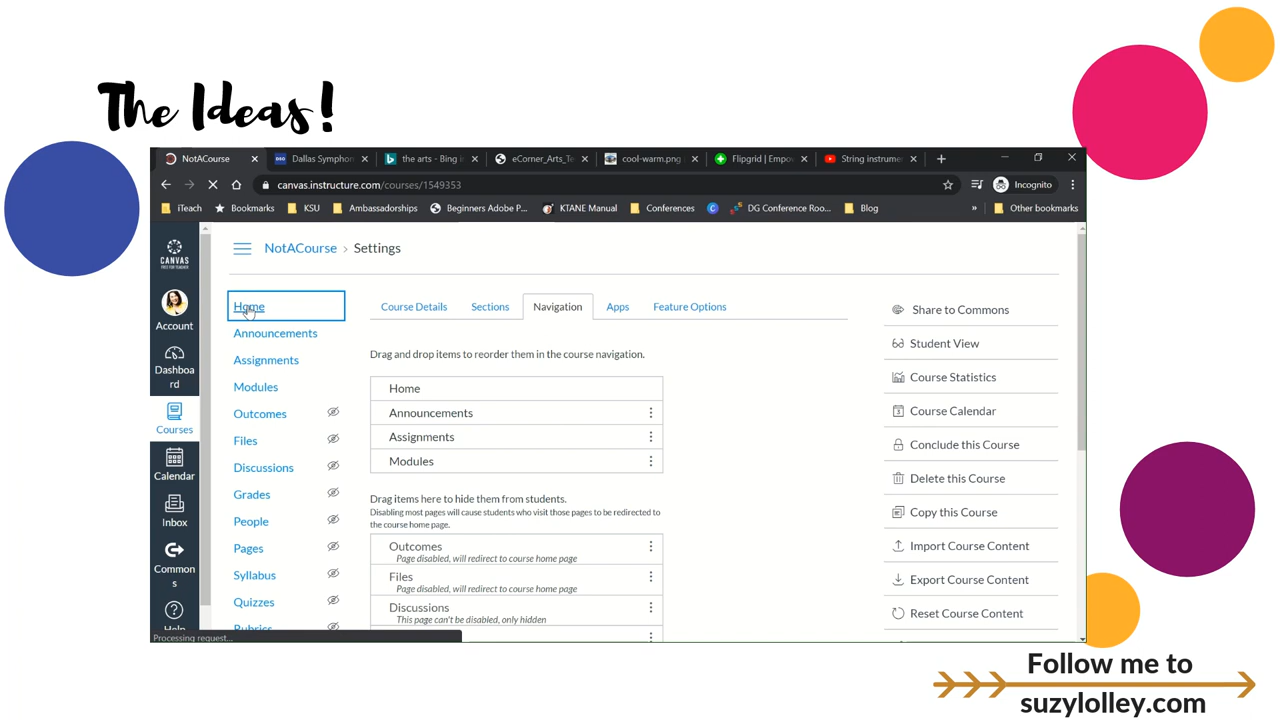 The Ideas!
NotACourse
Dallas Symphon
the arts - Bing i
eCorner_Arts_Te
cool-warm.png
Flipgrid | Empov
String instrumer
canvas.instructure.com/courses/1549353
Incognito
iTeach
Bookmarks
KSU
Ambassadorships
Beginners Adobe P...
KTANE Manual
Conferences
DG Conference Roo...
Blog
»
Other bookmarks
CANVAS
FREE FOR TEACHER
Account
Dashboa
rd
Courses
Calendar
Inbox
Common
s
Help
NotACourse › Settings
Home
Announcements
Assignments
Modules
Outcomes
Files
Discussions
Grades
People
Pages
Syllabus
Quizzes
Rubrics
Course Details
Sections
Navigation
Apps
Feature Options
Drag and drop items to reorder them in the course navigation.
Home
Announcements
Assignments
Modules
Drag items here to hide them from students.
Disabling most pages will cause students who visit those pages to be redirected to
the course home page.
Outcomes
Page disabled, will redirect to course home page
Files
Page disabled, will redirect to course home page
Discussions
This page can't be disabled, only hidden
Share to Commons
Student View
Course Statistics
Course Calendar
Conclude this Course
Delete this Course
Copy this Course
Import Course Content
Export Course Content
Reset Course Content
Processing request...
Follow me to
suzylolley.com